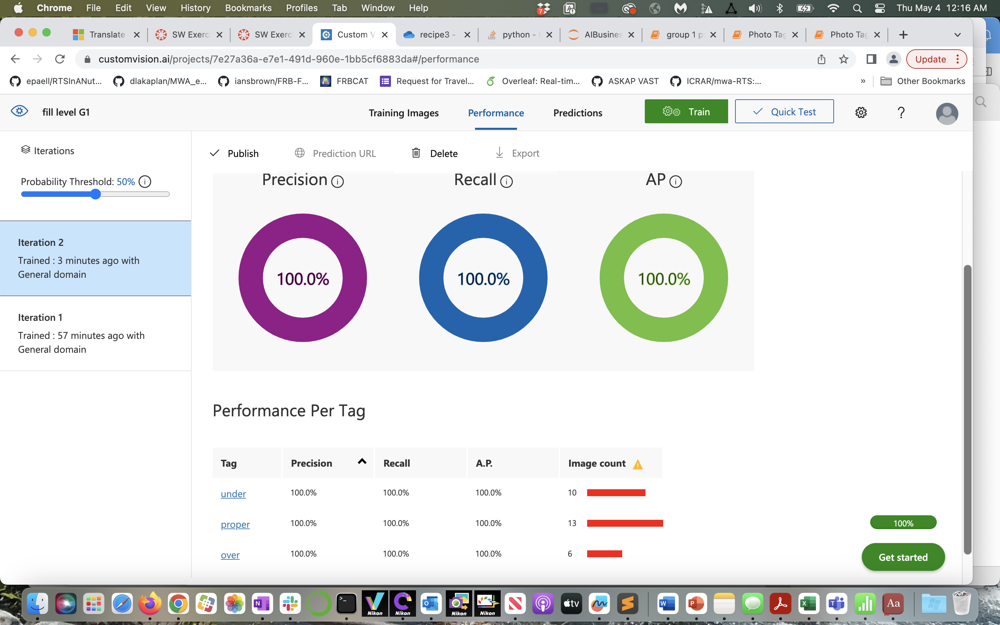 Chrome File Edit View History Bookmarks Profiles Tab Window Help 7 Thu May 4 12:16 AM
Translate SW Exerc SW Exerc Custom V recipe3 - python - AIBusines group 1 p Photo Tag Photo Tag
customvision.ai/projects/7e27a36a-e7e1-491d-960e-1bb5cf6883da#/performance Update
epaell/RTSInANut... dlakaplan/MWA_e... iansbrown/FRB-F... FRBCAT Request for Travel... Overleaf: Real-tim... ASKAP VAST ICRAR/mwa-RTS:... » Other Bookmarks
fill level G1 Training Images Performance Predictions Train Quick Test ?
Iterations
Publish Prediction URL Delete Export
Probability Threshold: 50% i
Precision i Recall i AP i
Iteration 2
Trained : 3 minutes ago with
General domain
100.0% 100.0% 100.0%
Iteration 1
Trained : 57 minutes ago with
General domain
Performance Per Tag
Tag Precision Recall A.P. Image count
under 100.0% 100.0% 100.0% 10
proper 100.0% 100.0% 100.0% 13
100%
over 100.0% 100.0% 100.0% 6
Get started
N Nikon Nikon O Nikon Nikon tv W P X T Aa